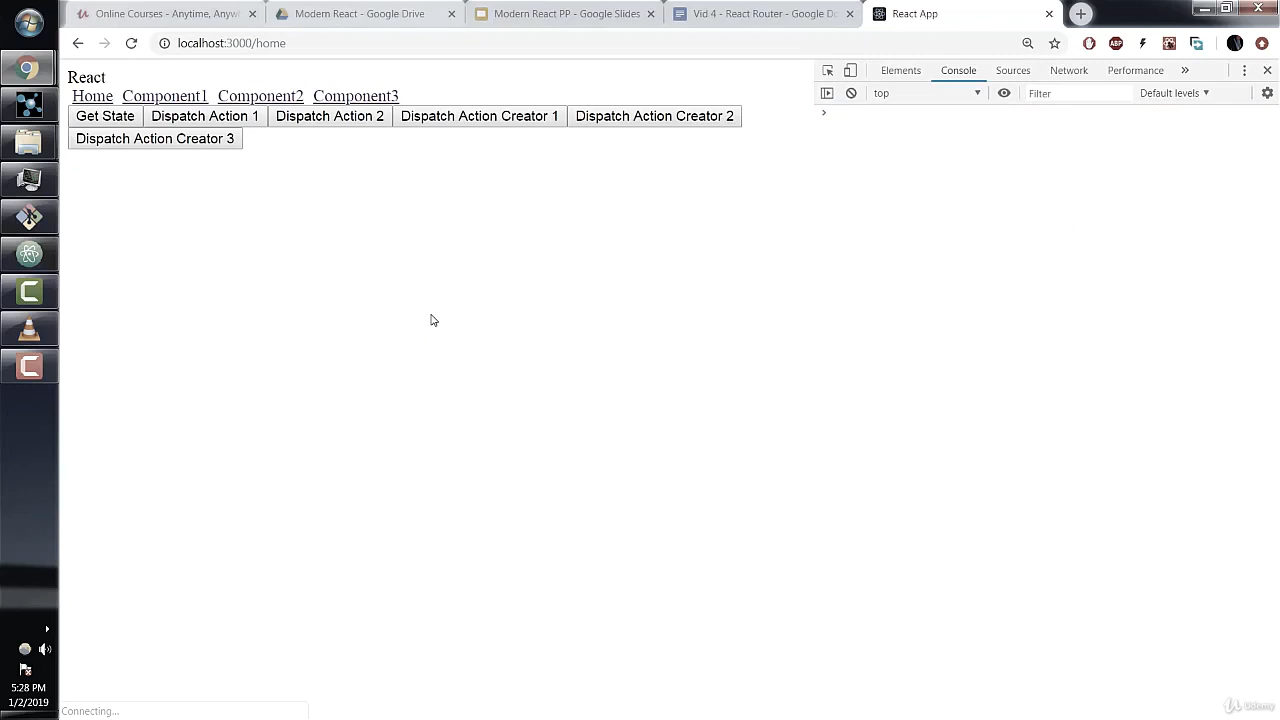 Online Courses - Anytime, Anyw
Modern React - Google Drive
Modern React PP - Google Slides
Vid 4 - React Router - Google Do
React App
localhost:3000/home
Elements
Console
Sources
Network
Performance
top
Filter
Default levels
React
Home Component1 Component2 Component3
Get State Dispatch Action 1 Dispatch Action 2 Dispatch Action Creator 1 Dispatch Action Creator 2
Dispatch Action Creator 3
5:28 PM
1/2/2019
Connecting...
Udemy